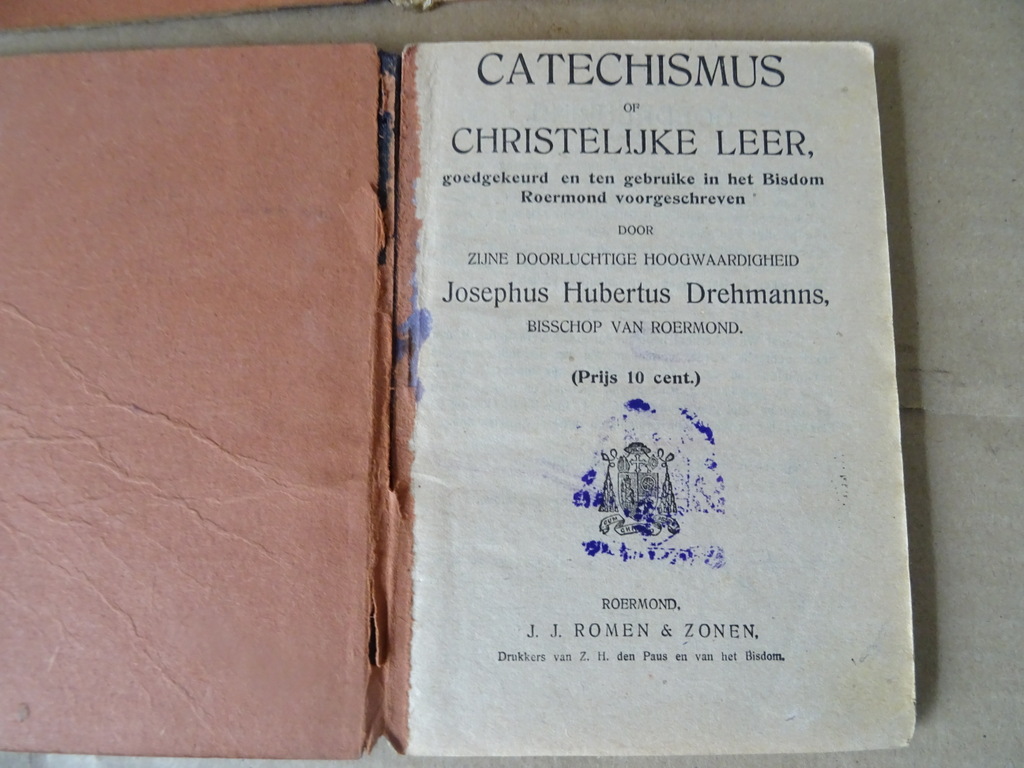 CATECHISMUS
OF
CHRISTELIJKE LEER,
goedgekeurd en ten gebruike in het Bisdom
Roermond voorgeschreven
DOOR
ZIJNE DOORLUCHTIGE HOOGWAARDIGHEID
Josephus Hubertus Drehmanns,
BISSCHOP VAN ROERMOND.
(Prijs 10 cent.)
ROERMOND,
J. J. ROMEN & ZONEN,
Drukkers van Z. H. den Paus en van het Bisdom.